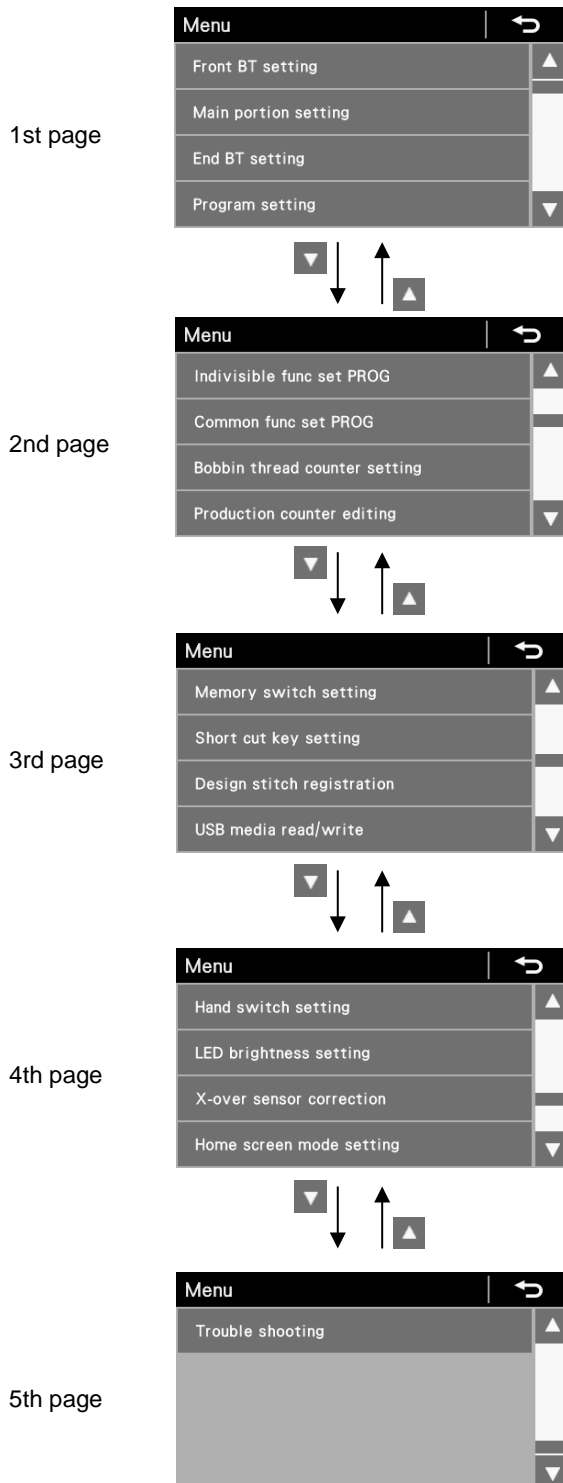 Menu
Front BT setting
1st page
Main portion setting
End BT setting
Program setting
Menu
Indivisible func set PROG
Common func set PROG
2nd page
Bobbin thread counter setting
Production counter editing
Menu
Memory switch setting
Short cut key setting
3rd page
Design stitch registration
USB media read/write
Menu
Hand switch setting
LED brightness setting
4th page
X-over sensor correction
Home screen mode setting
Menu
Trouble shooting
5th page